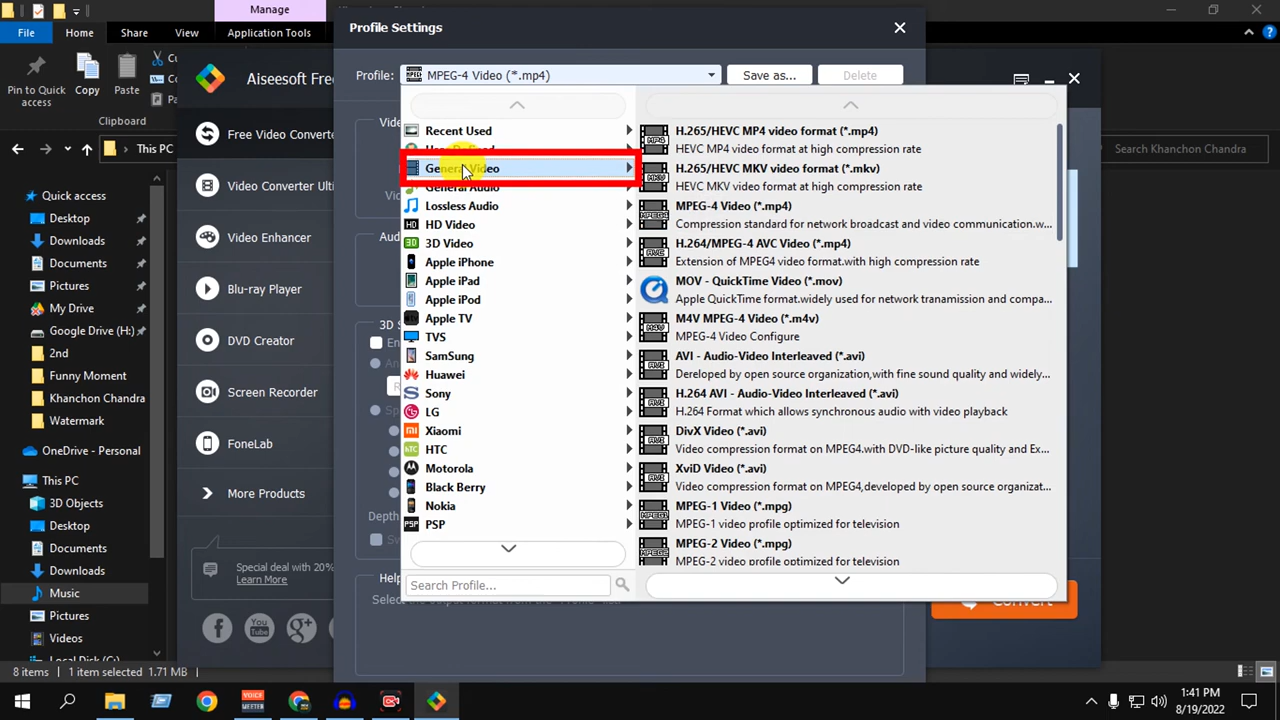 Manage
File
Home
Share
View
Application Tools
Pin to Quick
access
Copy
Paste
Clipboard
This PC
Search Khanchon Chandra
Quick access
Desktop
Downloads
Documents
Pictures
My Drive
Google Drive (H:)
2nd
Funny Moment
Khanchon Chandra
Watermark
OneDrive - Personal
This PC
3D Objects
Desktop
Documents
Downloads
Music
Pictures
Videos
Local Disk (C:)
8 items
1 item selected 1.71 MB
Aiseesoft Fre
Free Video Converte
Video Converter Ulti
Video Enhancer
Blu-ray Player
DVD Creator
Screen Recorder
FoneLab
More Products
Special deal with 20%
Learn More
Profile Settings
Profile:
MPEG-4 Video (*.mp4)
Save as...
Delete
Vide
Vi
Aud
3D S
En
Sp
Depth
Sw
Help
Recent Used
General Video
General Audio
Lossless Audio
HD Video
3D Video
Apple iPhone
Apple iPad
Apple iPod
Apple TV
TVS
SamSung
Huawei
Sony
LG
Xiaomi
HTC
Motorola
Black Berry
Nokia
PSP
Search Profile...
H.265/HEVC MP4 video format (*.mp4)
HEVC MP4 video format at high compression rate
H.265/HEVC MKV video format (*.mkv)
HEVC MKV video format at high compression rate
MPEG-4 Video (*.mp4)
Compression standard for network broadcast and video communication.w...
H.264/MPEG-4 AVC Video (*.mp4)
Extension of MPEG4 video format.with high compression rate
MOV - QuickTime Video (*.mov)
Apple QuickTime format.widely used for network tranamission and compa...
M4V MPEG-4 Video (*.m4v)
MPEG-4 Video Configure
AVI - Audio-Video Interleaved (*.avi)
Dereloped by open source organization,with fine sound quality and widely...
H.264 AVI - Audio-Video Interleaved (*.avi)
H.264 Format which allows synchronous audio with video playback
DivX Video (*.avi)
Video compression format on MPEG4.with DVD-like picture quality and Ex...
XviD Video (*.avi)
Video compression format on MPEG4,developed by open source organizat...
MPEG-1 Video (*.mpg)
MPEG-1 video profile optimized for television
MPEG-2 Video (*.mpg)
MPEG-2 video profile optimized for television
Convert
1:41 PM
8/19/2022